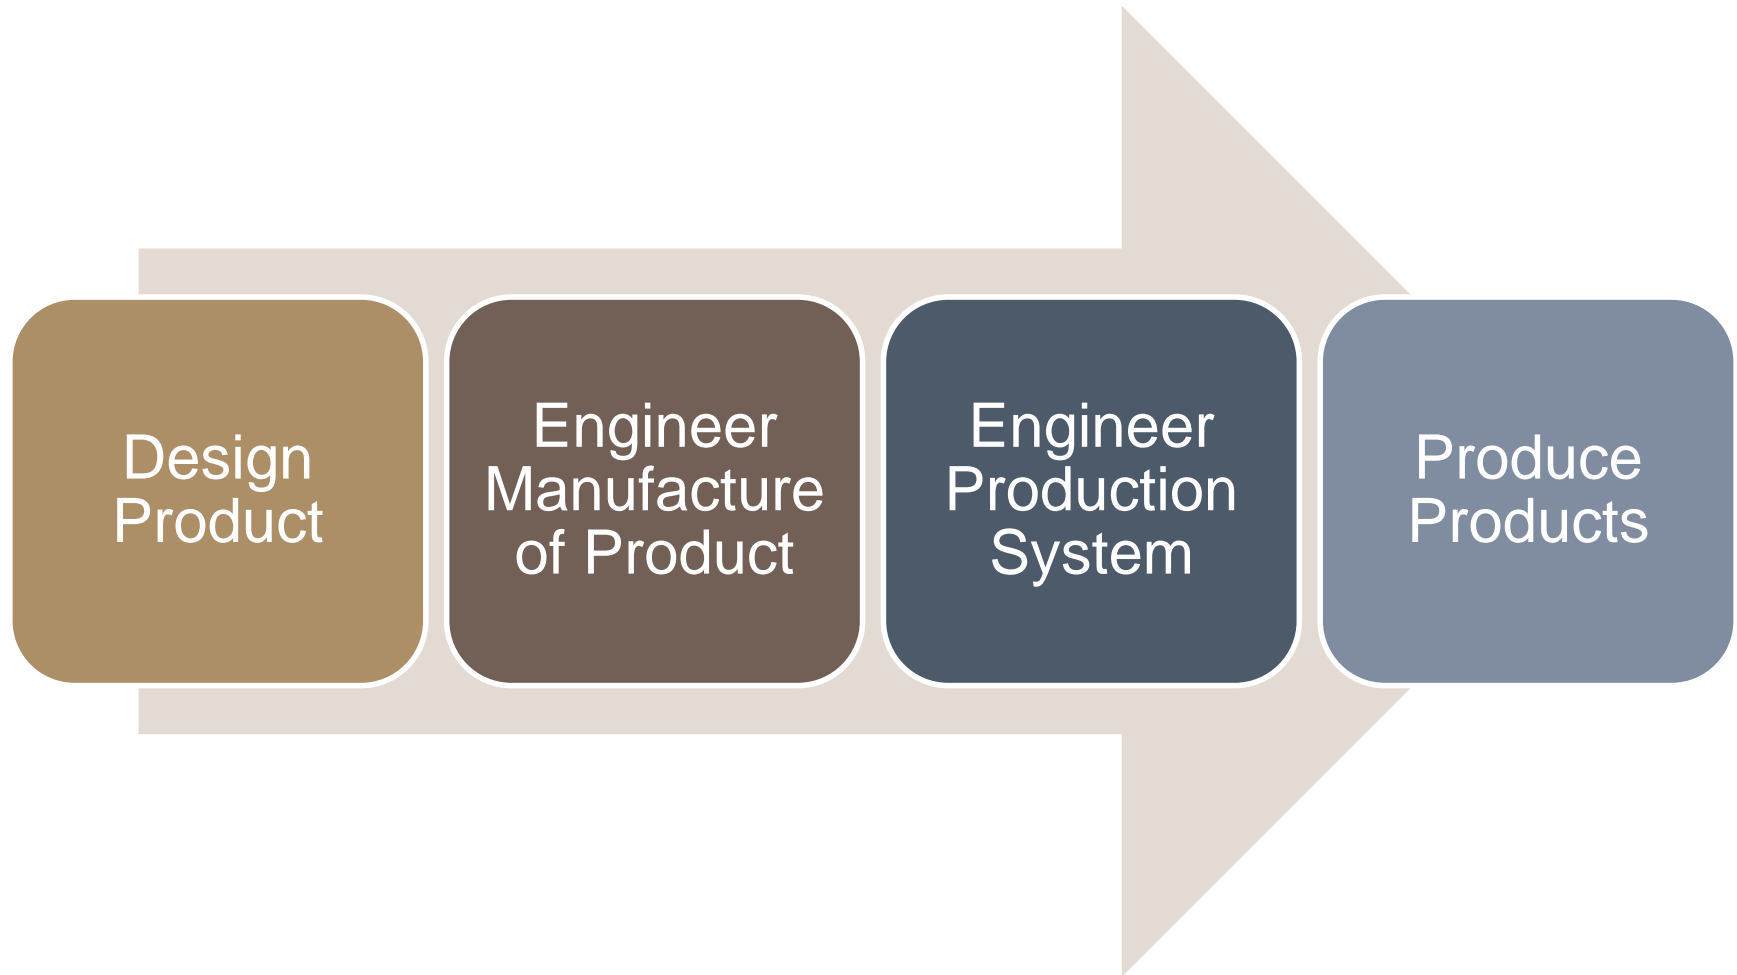 Design
Product
Engineer
Manufacture
of Product
Engineer
Production
System
Produce
Products